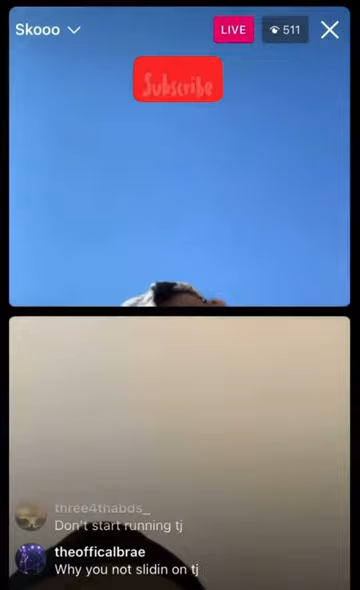 Skooo
LIVE
511
Subscribe
three4thabds_
Don't start running tj
theofficalbrae
Why you not slidin on tj